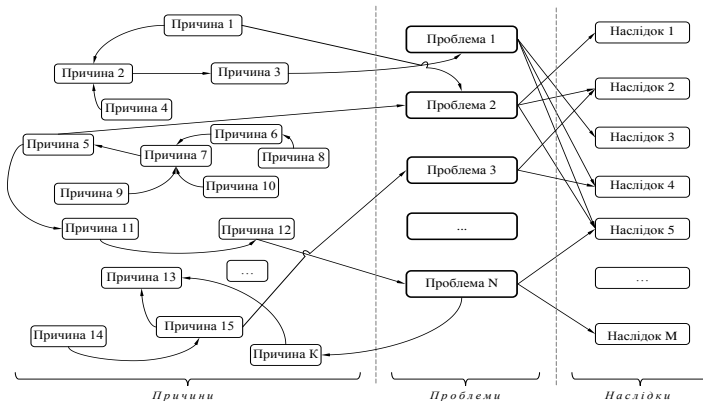 Причина 1
Причина 2
Причина 3
Причина 4
Причина 5
Причина 6
Причина 7
Причина 8
Причина 9
Причина 10
Причина 11
Причина 12
...
Причина 13
Причина 14
Причина 15
Причина K
Причини
Проблема 1
Проблема 2
Проблема 3
...
Проблема N
Проблеми
Наслідок 1
Наслідок 2
Наслідок 3
Наслідок 4
Наслідок 5
...
Наслідок M
Наслідки